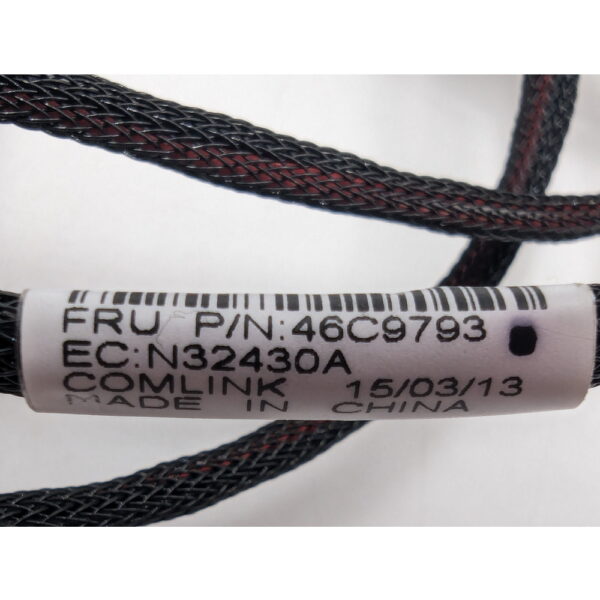 FRU P/N:46C9793
EC:N32430A
COMLINK 15/03/13
MADE IN CHINA